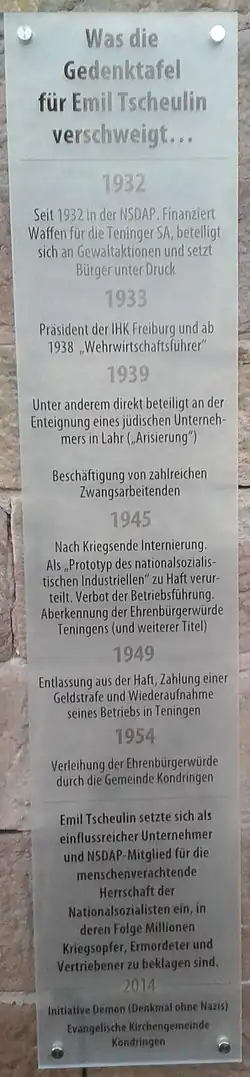 Was die
Gedenktafel
für Emil Tscheulin
verschweigt...
1932
Seit 1932 in der NSDAP. Finanziert
Waffen für die Teninger SA, beteiligt
sich an Gewaltaktionen und setzt
Bürger unter Druck
1933
Präsident der IHK Freiburg und ab
1938 „Wehrwirtschaftsführer"
1939
Unter anderem direkt beteiligt an der
Enteignung eines jüdischen Unterneh-
mers in Lahr („Arisierung")
Beschäftigung von zahlreichen
Zwangsarbeitenden
1945
Nach Kriegsende Internierung.
Als „Prototyp des nationalsozialis-
tischen Industriellen" zu Haft verur-
teilt. Verbot der Betriebsführung.
Aberkennung der Ehrenbürgerwürde
Teningens (und weiterer Titel)
1949
Entlassung aus der Haft, Zahlung einer
Geldstrafe und Wiederaufnahme
seines Betriebs in Teningen
1954
Verleihung der Ehrenbürgerwürde
durch die Gemeinde Kondringen
Emil Tscheulin setzte sich als
einflussreicher Unternehmer
und NSDAP-Mitglied für die
menschenverachtende
Herrschaft der
Nationalsozialisten ein, in
deren Folge Millionen
Kriegsopfer, Ermordeter und
Vertriebener zu beklagen sind.
2014
Initiative Demon (Denkmal ohne Nazis)
Evangelische Kirchengemeinde
Kondringen